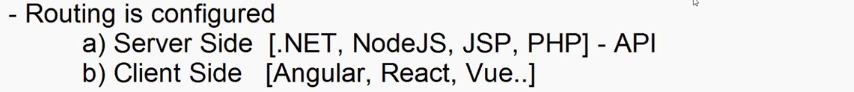 - Routing is configured
a) Server Side [.NET, NodeJS, JSP, PHP] - API
b) Client Side [Angular, React, Vue..]